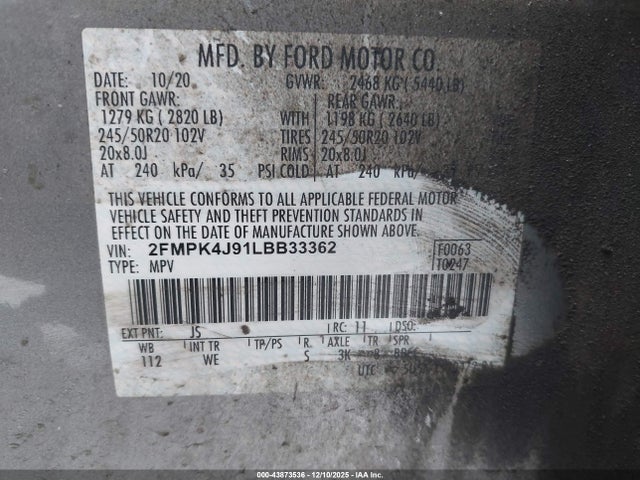 MFD. BY FORD MOTOR CO.
DATE: 10/20 GVWR: 2468 KG ( 5440 LB)
FRONT GAWR: REAR GAWR:
1279 KG ( 2820 LB) WITH 1198 KG ( 2640 LB)
245/50R20 102V TIRES 245/50R20 102V
20x8.0J RIMS 20x8.0J
AT 240 kPa/ 35 PSI COLD AT 240 kPa/
THIS VEHICLE CONFORMS TO ALL APPLICABLE FEDERAL MOTOR
VEHICLE SAFETY AND THEFT PREVENTION STANDARDS IN
EFFECT ON THE DATE OF MANUFACTURE SHOWN ABOVE.
VIN: 2FMPK4J91LBB33362 F0063
TYPE: MPV T0247
EXT PNT: JS RC: 11 DSO:
WB INT TR TP/PS R AXLE TR SPR
112 WE S 3K 8
UTC
00-43873536 - 12/10/2025 - IAA Inc.